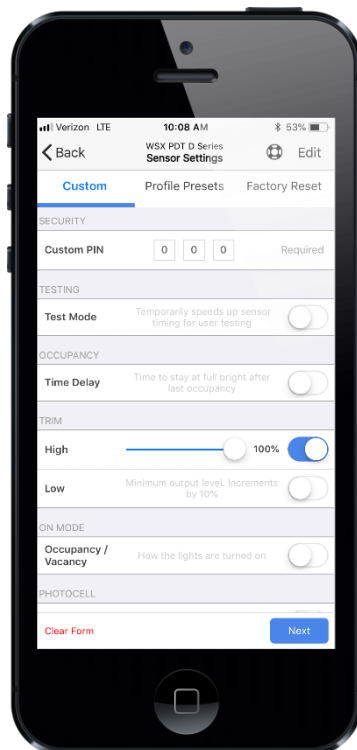 Verizon LTE 10:08 AM 53%
Back WSX PDT D Series Edit
Sensor Settings
Custom Profile Presets Factory Reset
SECURITY
Custom PIN 0 0 0 Required
TESTING
Test Mode Temporarily speeds up sensor
timing for user testing
OCCUPANCY
Time Delay Time to stay at full bright after
last occupancy
TRIM
High 100%
Low Minimum output level. Increments
by 10%
ON MODE
Occupancy /
Vacancy How the lights are turned on
PHOTOCELL
Clear Form Next